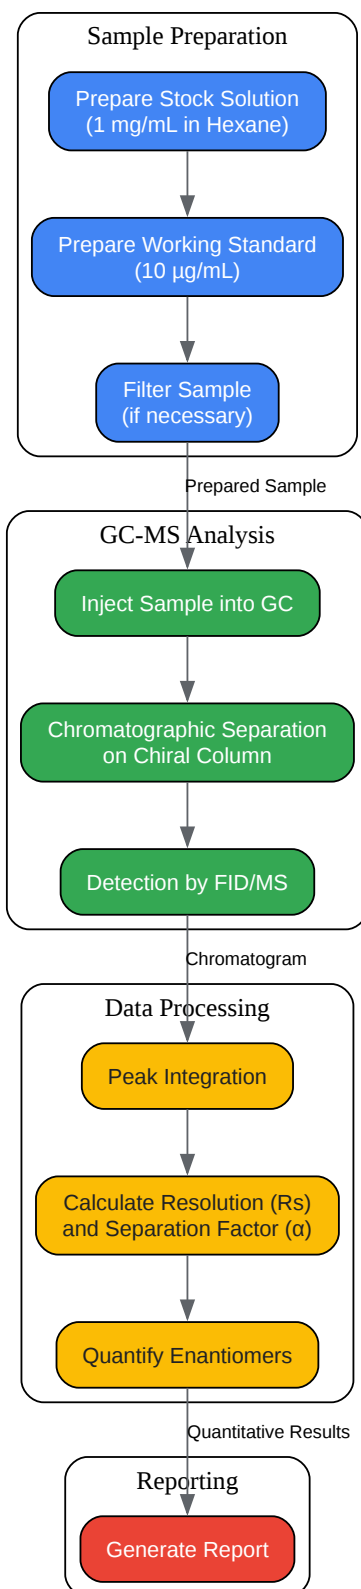 Sample Preparation
Prepare Stock Solution
(1 mg/mL in Hexane)
Prepare Working Standard
(10 µg/mL)
Filter Sample
(if necessary)
Prepared Sample
GC-MS Analysis
Inject Sample into GC
Chromatographic Separation
on Chiral Column
Detection by FID/MS
Chromatogram
Data Processing
Peak Integration
Calculate Resolution (Rs)
and Separation Factor (α)
Quantify Enantiomers
Quantitative Results
Reporting
Generate Report